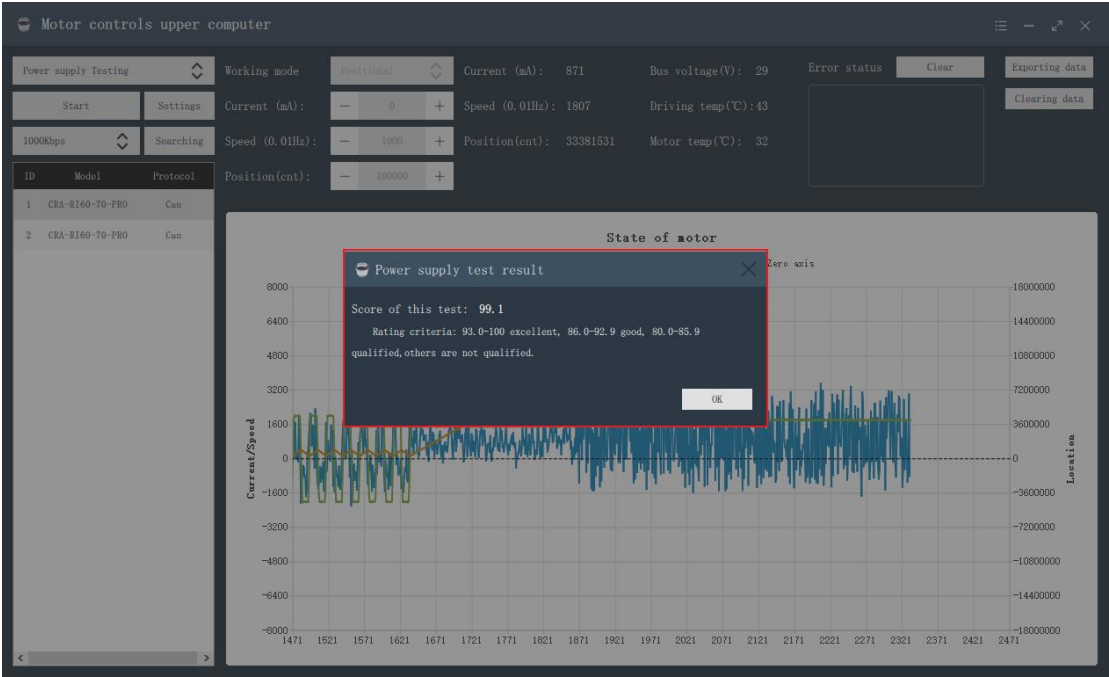 Motor controls upper computer
Power supply Testing
Working mode
Positional
Current (mA): 871
Bus voltage(V): 29
Error status
Clear
Exporting data
Start
Settings
Current (mA):
− 0 +
Speed (0.01Hz): 1807
Driving temp(℃):43
Clearing data
1000Kbps
Searching
Speed (0.01Hz):
− 1000 +
Position(cnt): 33381531
Motor temp(℃): 32
ID Model Protocol
Position(cnt):
− 100000 +
1 CRA-RI60-70-PRO Can
2 CRA-RI60-70-PRO Can
State of motor
Zero axis
Power supply test result
Score of this test: 99.1
Rating criteria: 93.0-100 excellent, 86.0-92.9 good, 80.0-85.9
qualified,others are not qualified.
OK
Current/Speed
8000
6400
4800
3200
1600
0
-1600
-3200
-4800
-6400
-8000
18000000
14400000
10800000
7200000
3600000
0
-3600000
-7200000
-10800000
-14400000
-18000000
Location
1471 1521 1571 1621 1671 1721 1771 1821 1871 1921 1971 2021 2071 2121 2171 2221 2271 2321 2371 2421 2471